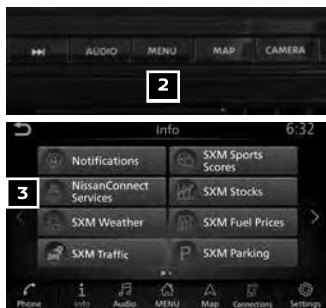 AUDIO MENU MAP CAMERA
2
Info 6:32
Notifications
SXM Sports
Scores
3
NissanConnect
Services
SXM Stocks
SXM Weather
SXM Fuel Prices
SXM Traffic
P SXM Parking
Phone Info Audio MENU Map Connections Settings